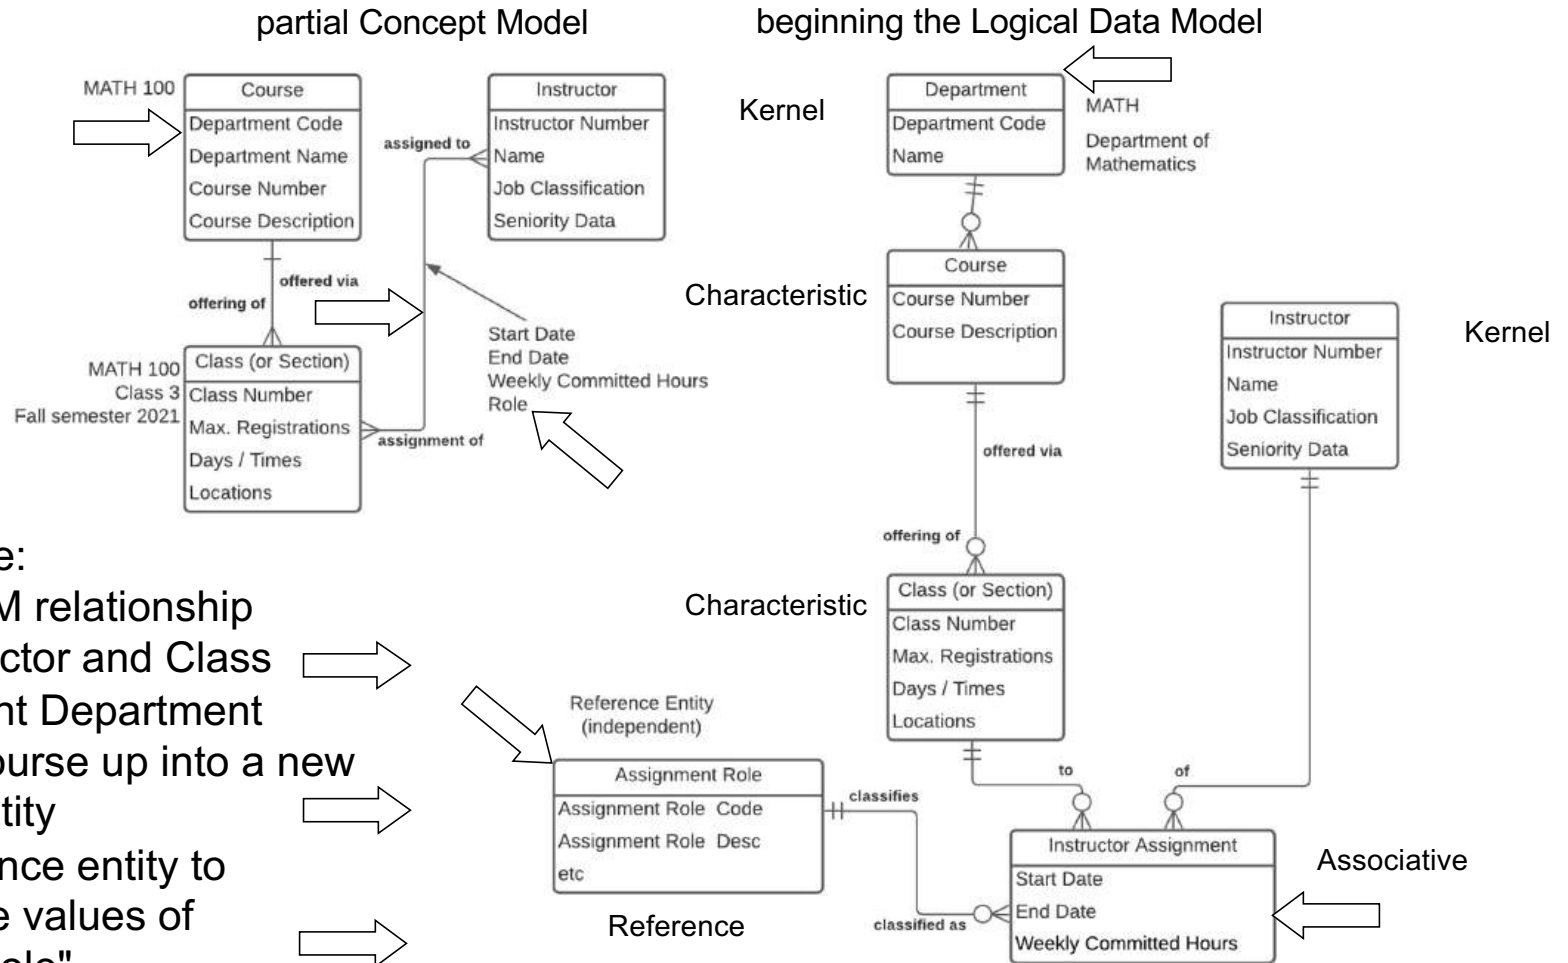 partial Concept Model
beginning the Logical Data Model
MATH 100
Course
Department Code
Department Name
Course Number
Course Description
assigned to
Instructor
Instructor Number
Name
Job Classification
Seniority Data
offered via
offering of
Start Date
End Date
Weekly Committed Hours
Role
MATH 100
Class 3
Fall semester 2021
Class (or Section)
Class Number
Max. Registrations
Days / Times
Locations
assignment of
Kernel
Department
Department Code
Name
MATH
Department of
Mathematics
Characteristic
Course
Course Number
Course Description
offered via
offering of
Instructor
Instructor Number
Name
Job Classification
Seniority Data
Kernel
Characteristic
Class (or Section)
Class Number
Max. Registrations
Days / Times
Locations
e:
M relationship
ctor and Class
nt Department
ourse up into a new
tity
nce entity to
e values of
ole"
Reference Entity
(independent)
Assignment Role
Assignment Role Code
Assignment Role Desc
etc
Reference
classifies
classified as
to
of
Instructor Assignment
Start Date
End Date
Weekly Committed Hours
Associative